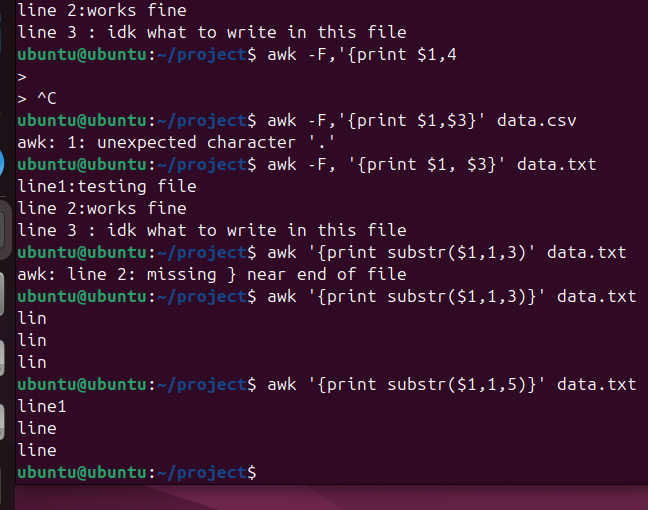 line 2:works fine
line 3 : idk what to write in this file
ubuntu@ubuntu:~/project$ awk -F,'{print $1,4
>
> ^C
ubuntu@ubuntu:~/project$ awk -F,'{print $1,$3}' data.csv
awk: 1: unexpected character '.'
ubuntu@ubuntu:~/project$ awk -F, '{print $1, $3}' data.txt
line1:testing file
line 2:works fine
line 3 : idk what to write in this file
ubuntu@ubuntu:~/project$ awk '{print substr($1,1,3)' data.txt
awk: line 2: missing } near end of file
ubuntu@ubuntu:~/project$ awk '{print substr($1,1,3)}' data.txt
lin
lin
lin
ubuntu@ubuntu:~/project$ awk '{print substr($1,1,5)}' data.txt
line1
line
line
ubuntu@ubuntu:~/project$